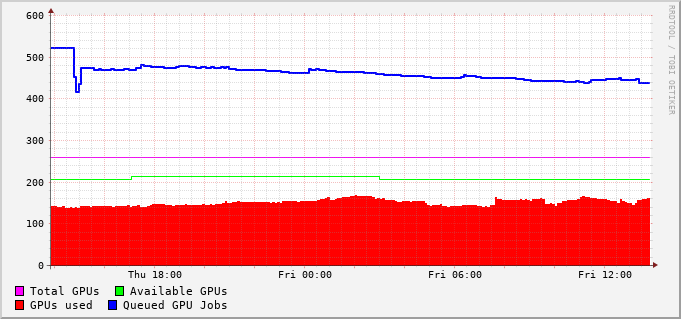 600
500
400
300
200
100
0
Thu 18:00 Fri 00:00 Fri 06:00 Fri 12:00
Total GPUs Available GPUs
GPUs used Queued GPU Jobs
RRDTOOL / TOBI OETIKER